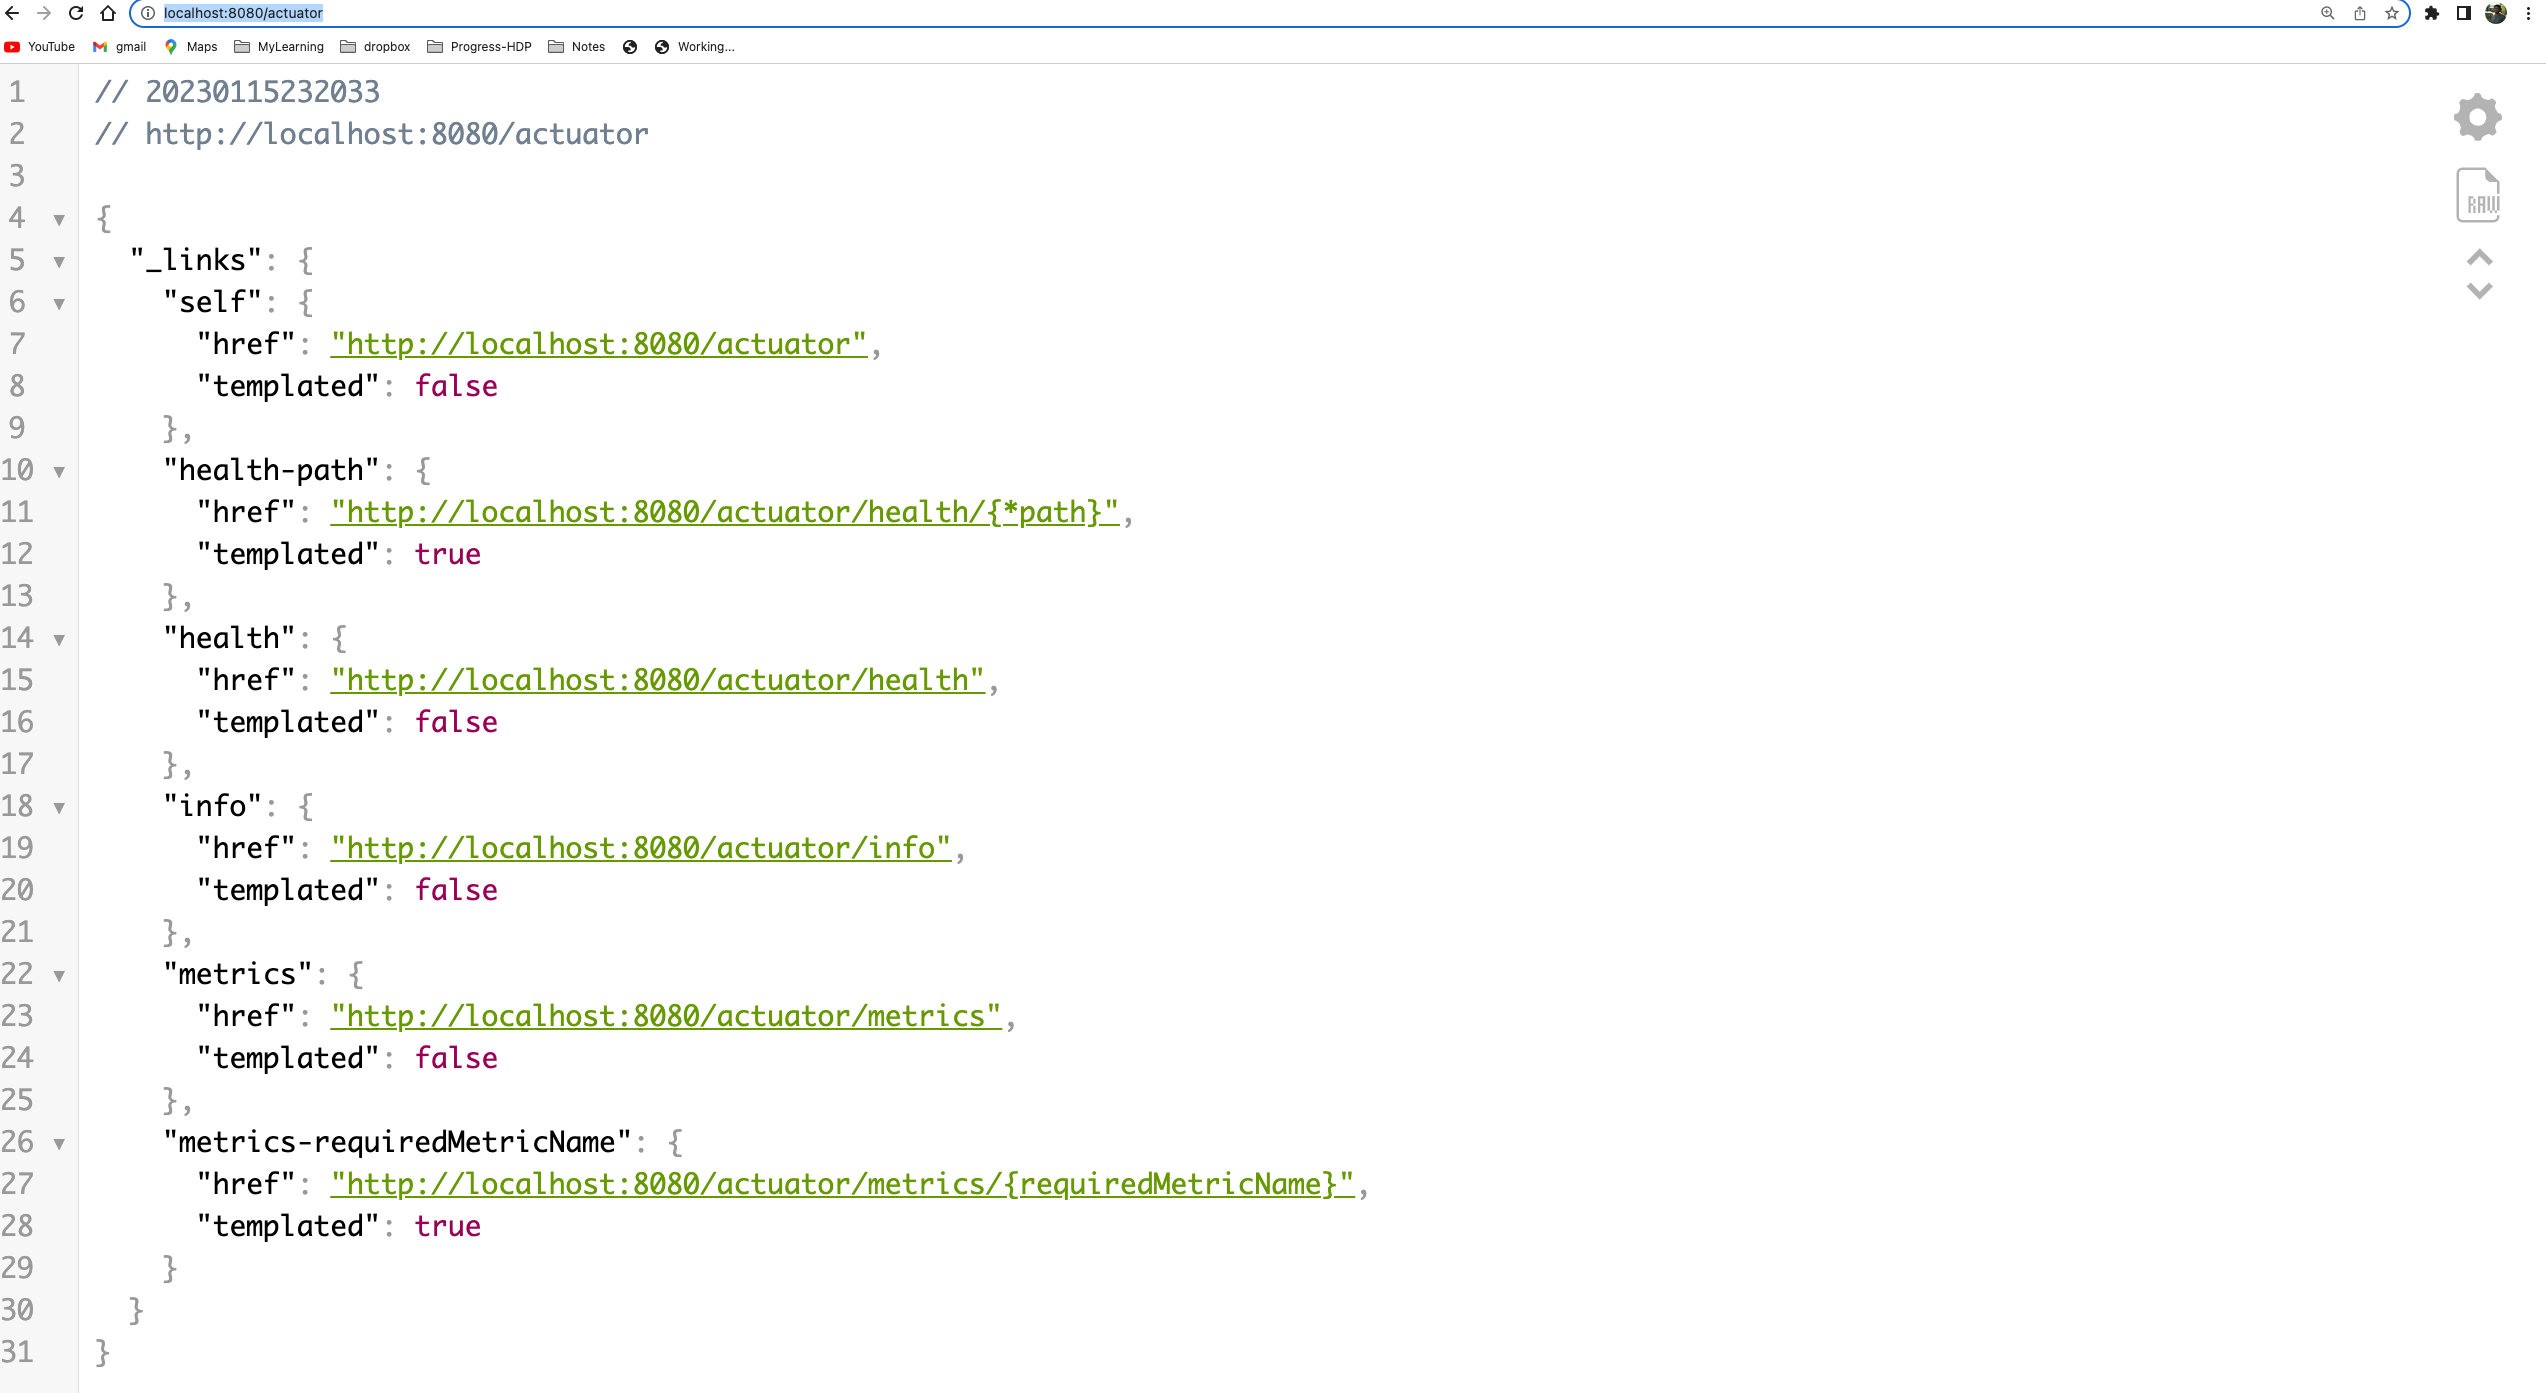 localhost:8080/actuator
YouTube gmail Maps MyLearning dropbox Progress-HDP Notes Working...
1 // 20230115232033
2 // http://localhost:8080/actuator
3
4 {
5 "_links": {
6 "self": {
7 "href": "http://localhost:8080/actuator",
8 "templated": false
9 },
10 "health-path": {
11 "href": "http://localhost:8080/actuator/health/{*path}",
12 "templated": true
13 },
14 "health": {
15 "href": "http://localhost:8080/actuator/health",
16 "templated": false
17 },
18 "info": {
19 "href": "http://localhost:8080/actuator/info",
20 "templated": false
21 },
22 "metrics": {
23 "href": "http://localhost:8080/actuator/metrics",
24 "templated": false
25 },
26 "metrics-requiredMetricName": {
27 "href": "http://localhost:8080/actuator/metrics/{requiredMetricName}",
28 "templated": true
29 }
30 }
31 }
RAW